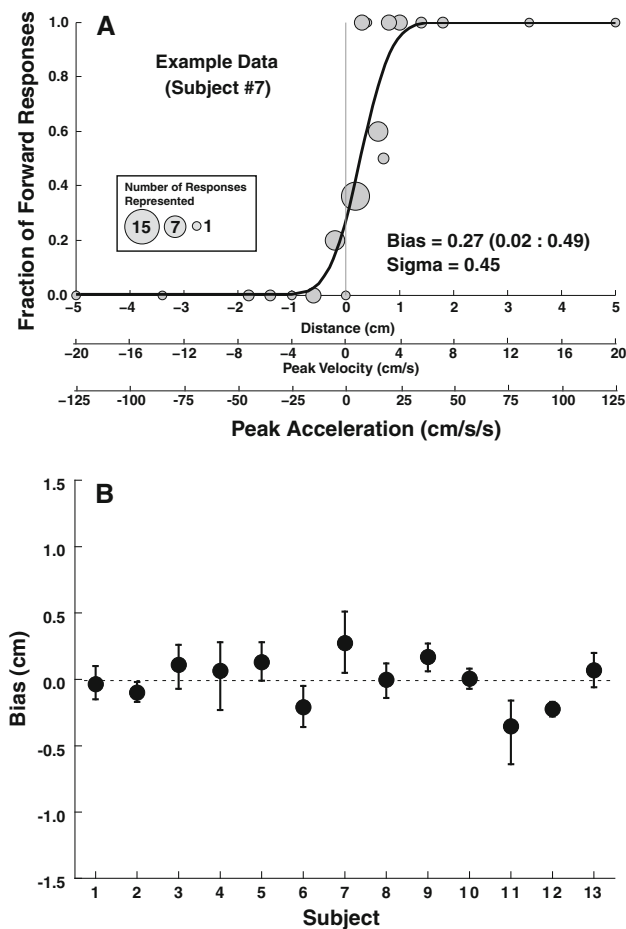 A
Example Data
(Subject #7)
Fraction of Forward Responses
1.0
0.8
0.6
0.4
0.2
0.0
Number of Responses
Represented
15 7 1
Bias = 0.27 (0.02 : 0.49)
Sigma = 0.45
–5 –4 –3 –2 –1 0 1 2 3 4 5
Distance (cm)
–20 –16 –12 –8 –4 0 4 8 12 16 20
Peak Velocity (cm/s)
–125 -100 –75 –50 –25 0 25 50 75 100 125
Peak Acceleration (cm/s/s)
B
Bias (cm)
1.5
1.0
0.5
0.0
-0.5
-1.0
-1.5
1 2 3 4 5 6 7 8 9 10 11 12 13
Subject